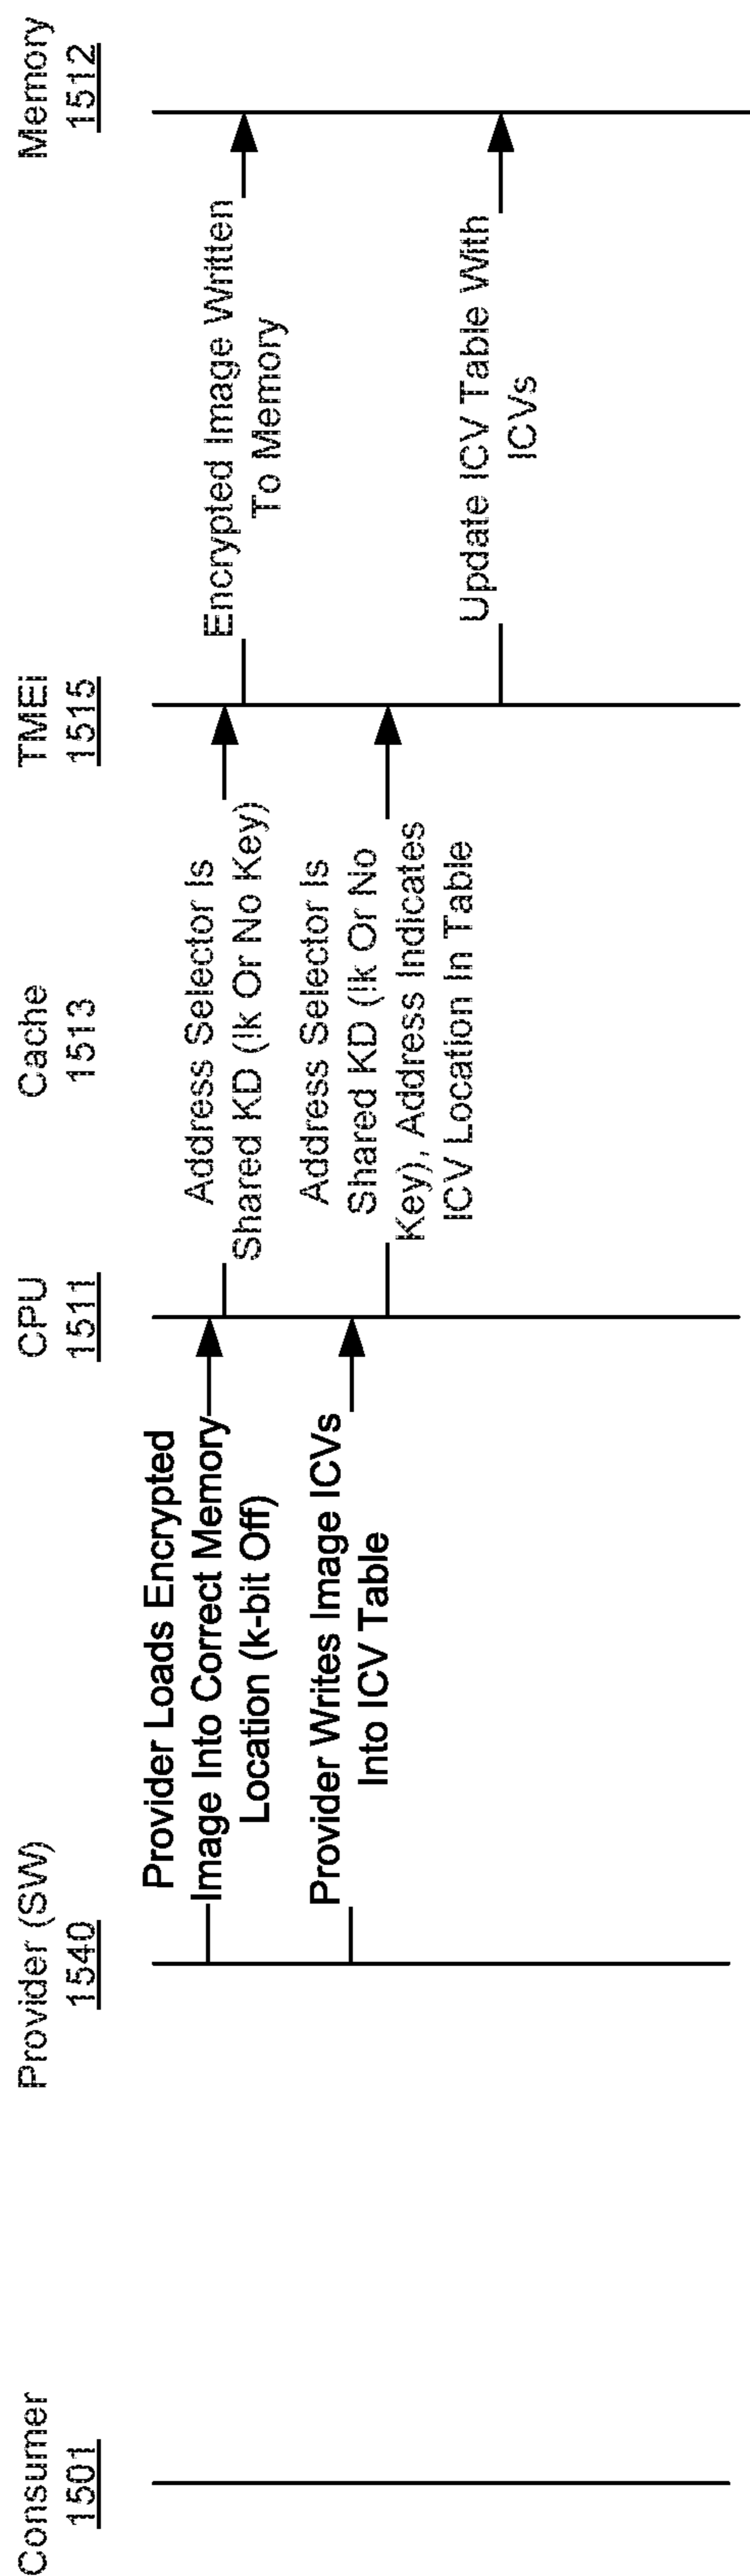 Consumer
1501
Provider (SW)
1540
CPU
1511
Cache
1513
TMEi
1515
Memory
1512
Provider Loads Encrypted
Image Into Correct Memory
Location (k-bit Off)
Address Selector Is
Shared KD (!k Or No Key)
Encrypted Image Written
To Memory
Provider Writes Image ICVs
Into ICV Table
Address Selector Is
Shared KD (!k Or No
Key), Address Indicates
ICV Location In Table
Update ICV Table With
ICVs